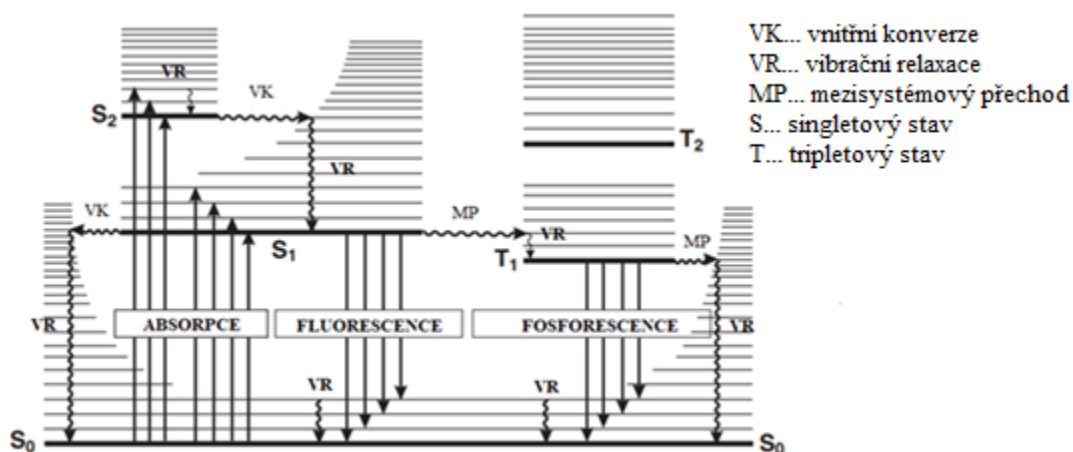 VK... vnitřní konverze
VR... vibrační relaxace
MP... mezisystémový přechod
S... singletový stav
T... tripletový stav
VR
VK
S2
T2
VR
VK
MP
S1
VR
T1
MP
ABSORPCE
FLUORESCENCE
FOSFORESCENCE
VR
VR
VR
VR
S0
S0